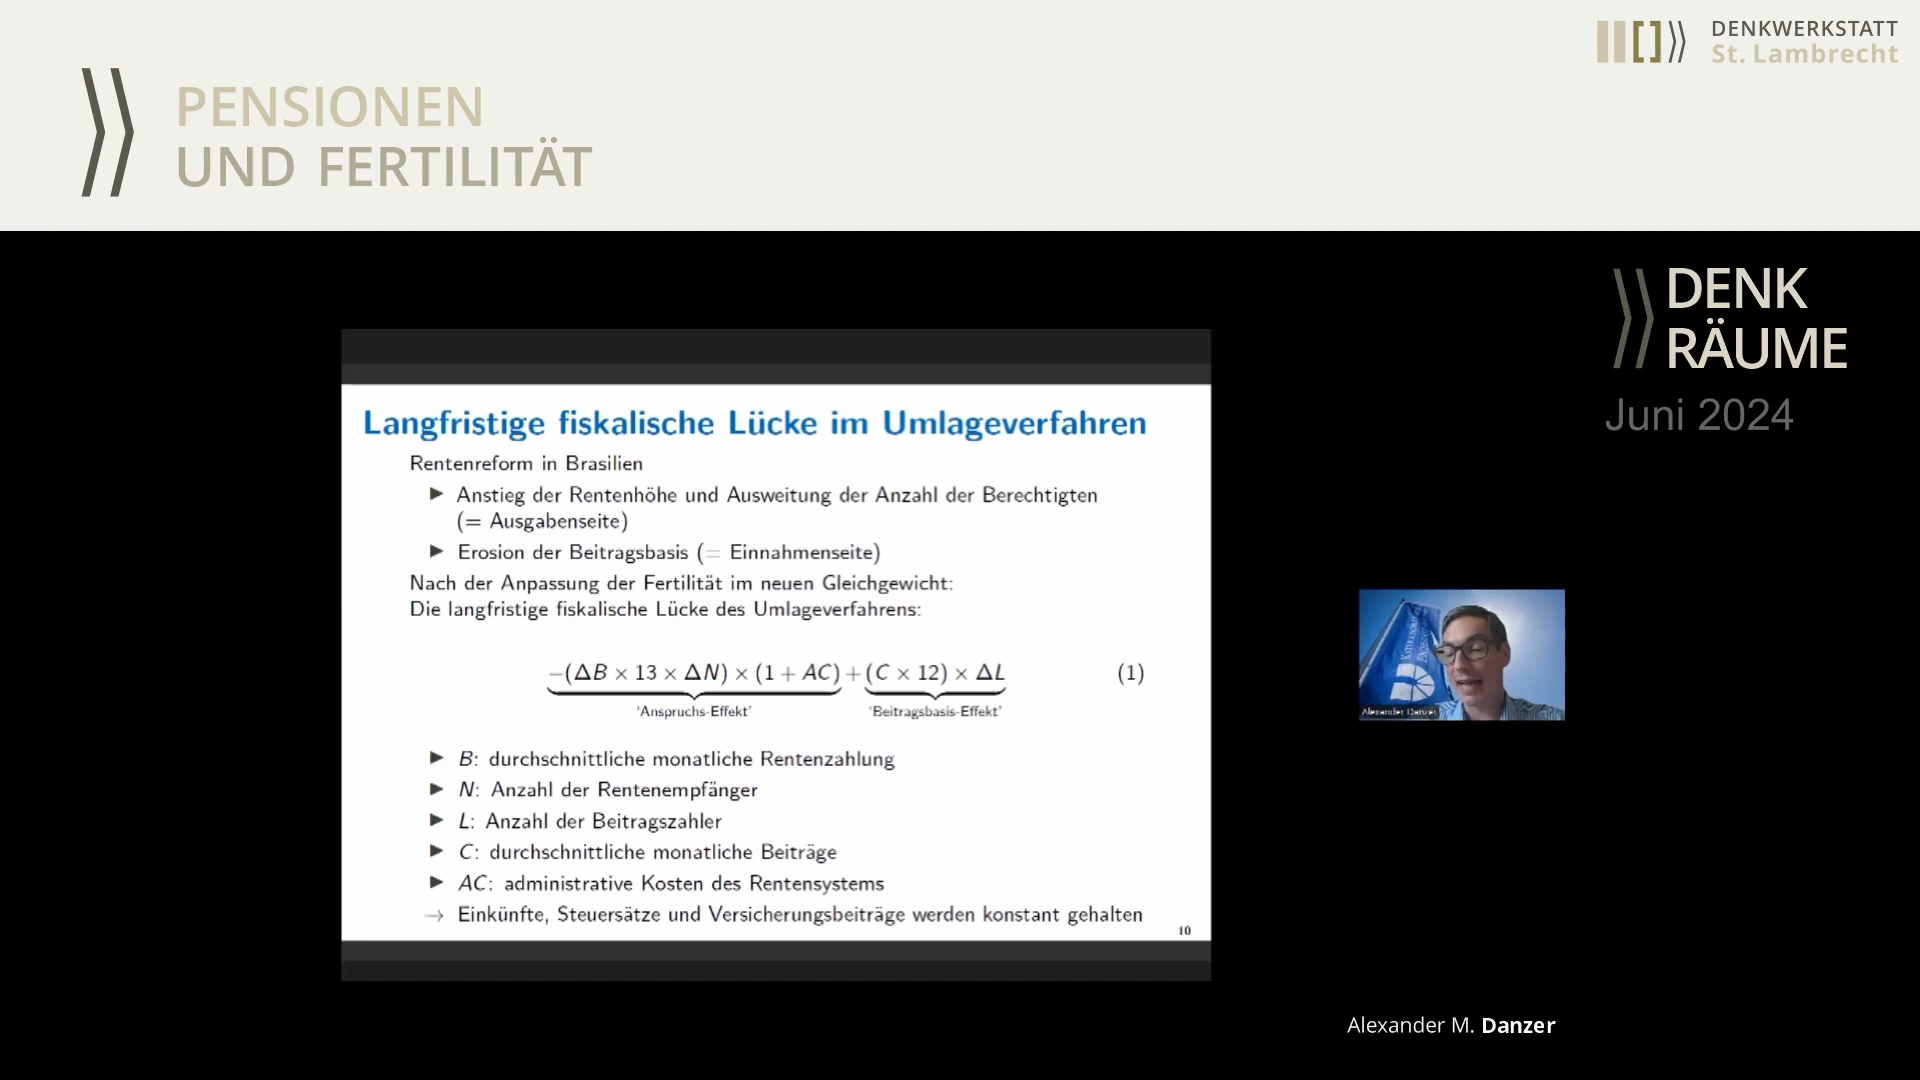 DENKWERKSTATT
St. Lambrecht
PENSIONEN
UND FERTILITÄT
DENK
RÄUME
Juni 2024
Langfristige fiskalische Lücke im Umlageverfahren
Rentenreform in Brasilien
► Anstieg der Rentenhöhe und Ausweitung der Anzahl der Berechtigten
(= Ausgabenseite)
► Erosion der Beitragsbasis (= Einnahmenseite)
Nach der Anpassung der Fertilität im neuen Gleichgewicht:
Die langfristige fiskalische Lücke des Umlageverfahrens:
−(ΔB × 13 × ΔN) × (1 + AC) + (C × 12) × ΔL (1)
‘Anspruchs-Effekt’ ‘Beitragsbasis-Effekt’
► B: durchschnittliche monatliche Rentenzahlung
► N: Anzahl der Rentenempfänger
► L: Anzahl der Beitragszahler
► C: durchschnittliche monatliche Beiträge
► AC: administrative Kosten des Rentensystems
→ Einkünfte, Steuersätze und Versicherungsbeiträge werden konstant gehalten
10
Alexander Danzer
Alexander M. Danzer